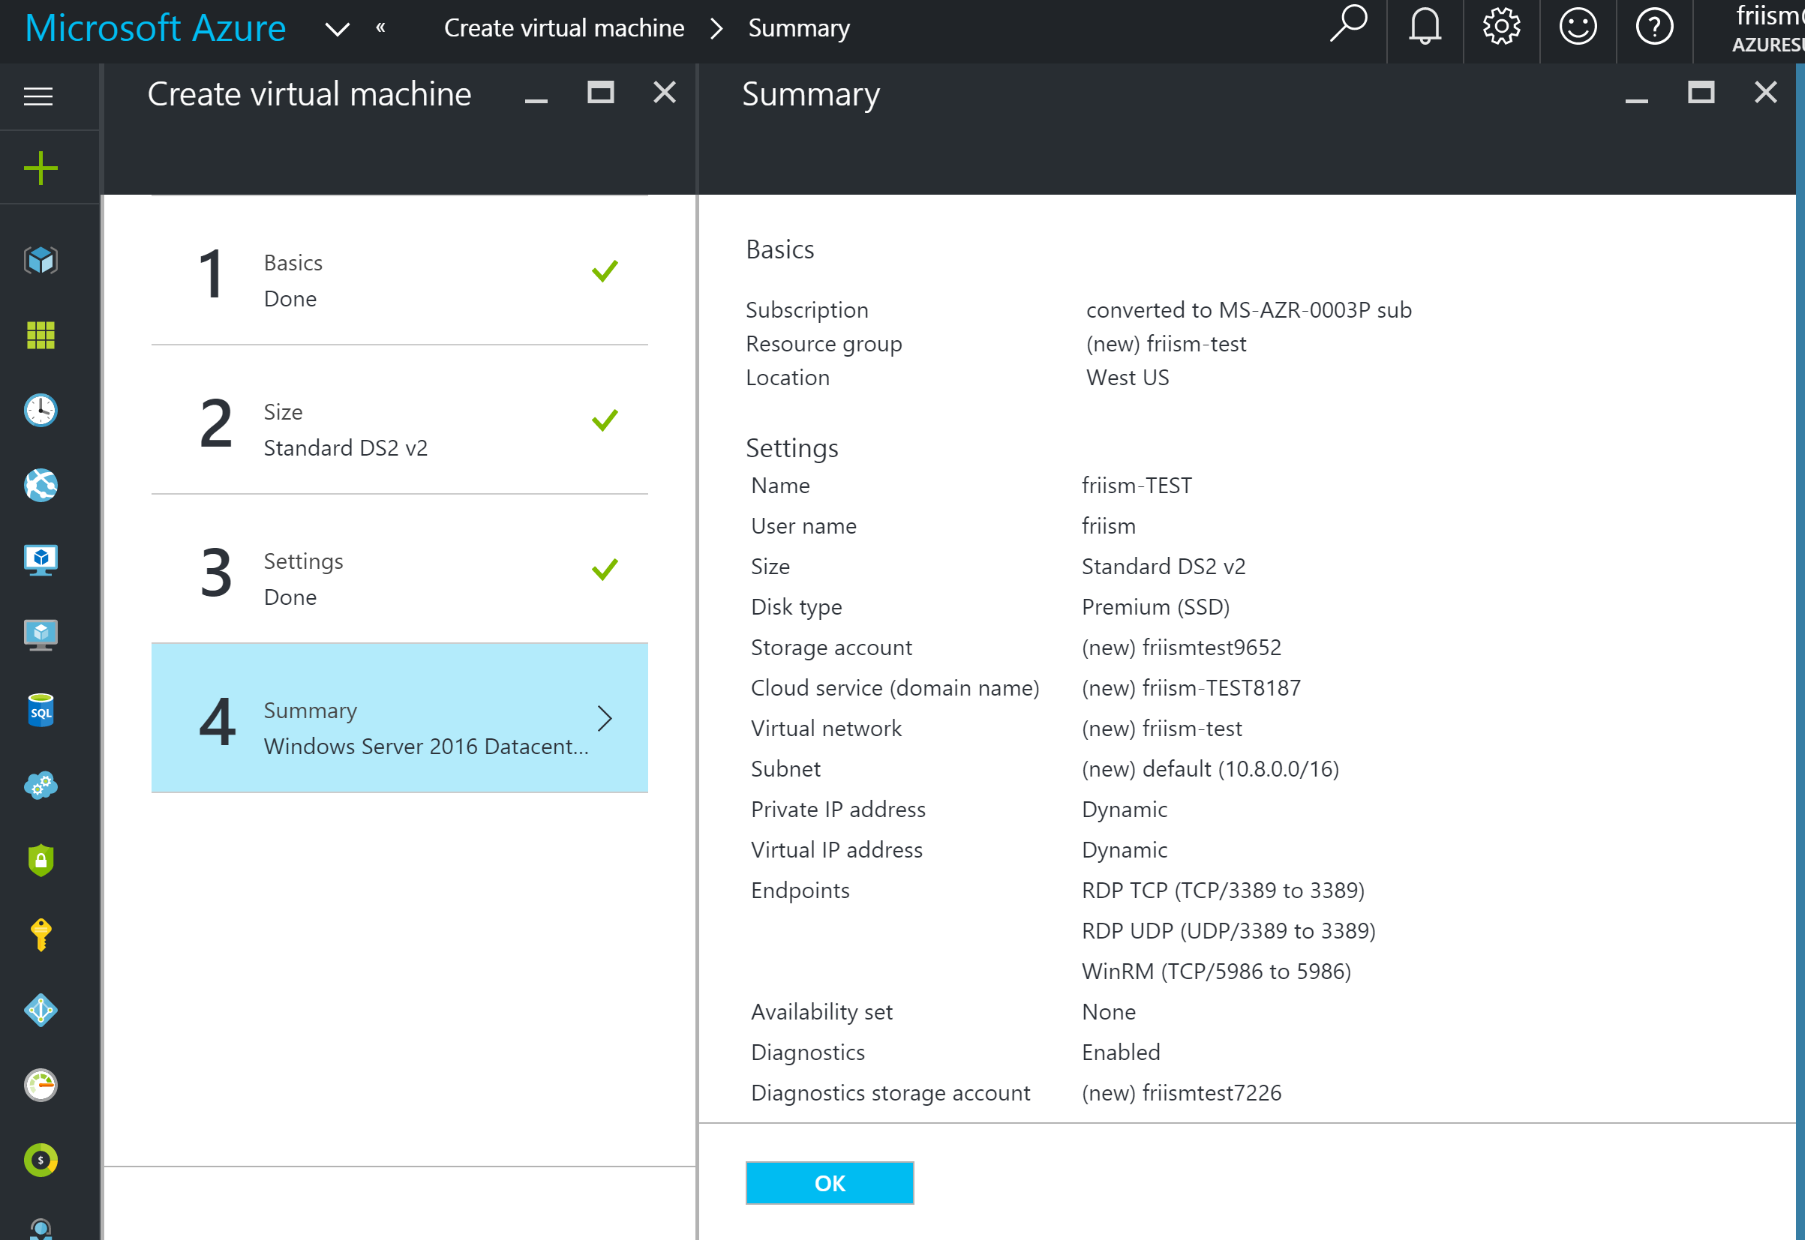 Microsoft Azure « Create virtual machine > Summary friism@
AZURESU
Create virtual machine
Summary
1 Basics
Done
2 Size
Standard DS2 v2
3 Settings
Done
4 Summary
Windows Server 2016 Datacent...
Basics
Subscription converted to MS-AZR-0003P sub
Resource group (new) friism-test
Location West US
Settings
Name friism-TEST
User name friism
Size Standard DS2 v2
Disk type Premium (SSD)
Storage account (new) friismtest9652
Cloud service (domain name) (new) friism-TEST8187
Virtual network (new) friism-test
Subnet (new) default (10.8.0.0/16)
Private IP address Dynamic
Virtual IP address Dynamic
Endpoints RDP TCP (TCP/3389 to 3389)
RDP UDP (UDP/3389 to 3389)
WinRM (TCP/5986 to 5986)
Availability set None
Diagnostics Enabled
Diagnostics storage account (new) friismtest7226
OK
SQL